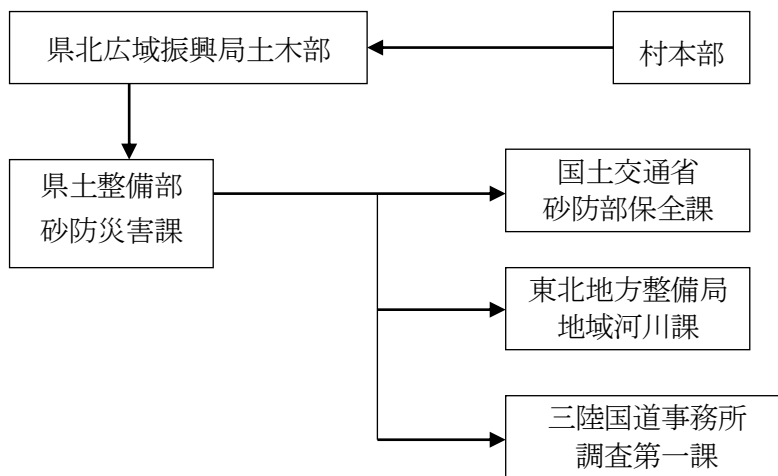 県北広域振興局土木部
村本部
県土整備部
砂防災害課
国土交通省
砂防部保全課
東北地方整備局
地域河川課
三陸国道事務所
調査第一課